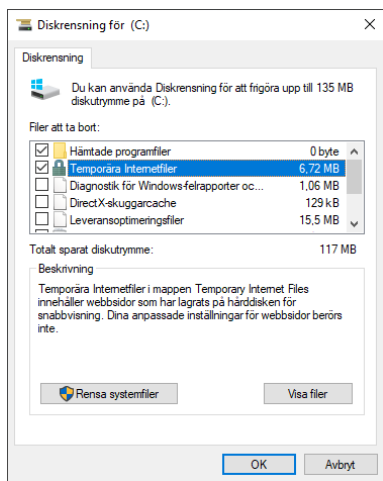 Diskrensning för (C:)
Diskrensning
Du kan använda Diskrensning för att frigöra upp till 135 MB
diskutrymme på (C:).
Filer att ta bort:
Hämtade programfiler 0 byte
Temporära Internetfiler 6,72 MB
Diagnostik för Windows-felrapporter oc... 1,06 MB
DirectX-skuggarcache 129 kB
Leveransoptimeringsfiler 15,5 MB
Totalt sparat diskutrymme: 117 MB
Beskrivning
Temporära Internetfiler i mappen Temporary Internet Files
innehåller webbsidor som har lagrats på hårddisken för
snabbvisning. Dina anpassade inställningar för webbsidor berörs
inte.
Rensa systemfiler Visa filer
OK Avbryt